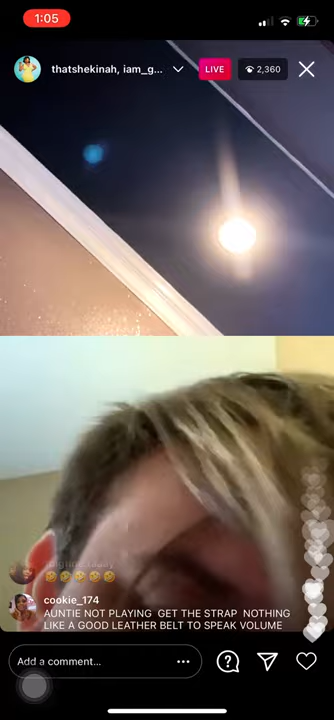 1:05
thatshekinah, iam_g...
LIVE
2,360
cookie_174
AUNTIE NOT PLAYING GET THE STRAP NOTHING
LIKE A GOOD LEATHER BELT TO SPEAK VOLUME
Add a comment...